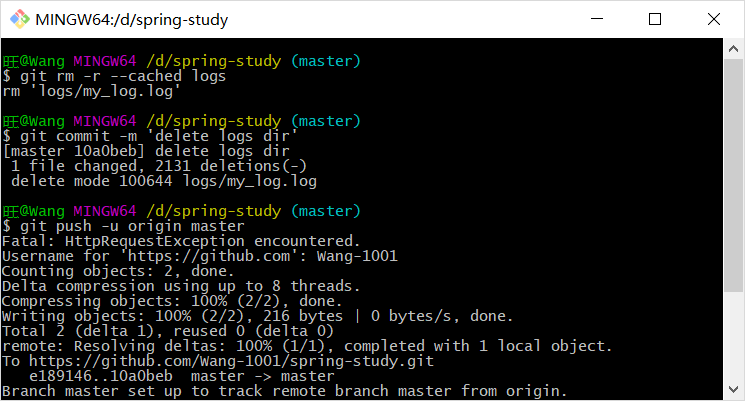 MINGW64:/d/spring-study
旺@Wang MINGW64 /d/spring-study (master)
$ git rm -r --cached logs
rm 'logs/my_log.log'
旺@Wang MINGW64 /d/spring-study (master)
$ git commit -m 'delete logs dir'
[master 10a0beb] delete logs dir
1 file changed, 2131 deletions(-)
delete mode 100644 logs/my_log.log
旺@Wang MINGW64 /d/spring-study (master)
$ git push -u origin master
Fatal: HttpRequestException encountered.
Username for 'https://github.com': Wang-1001
Counting objects: 2, done.
Delta compression using up to 8 threads.
Compressing objects: 100% (2/2), done.
Writing objects: 100% (2/2), 216 bytes | 0 bytes/s, done.
Total 2 (delta 1), reused 0 (delta 0)
remote: Resolving deltas: 100% (1/1), completed with 1 local object.
To https://github.com/Wang-1001/spring-study.git
e189146..10a0beb  master -> master
Branch master set up to track remote branch master from origin.